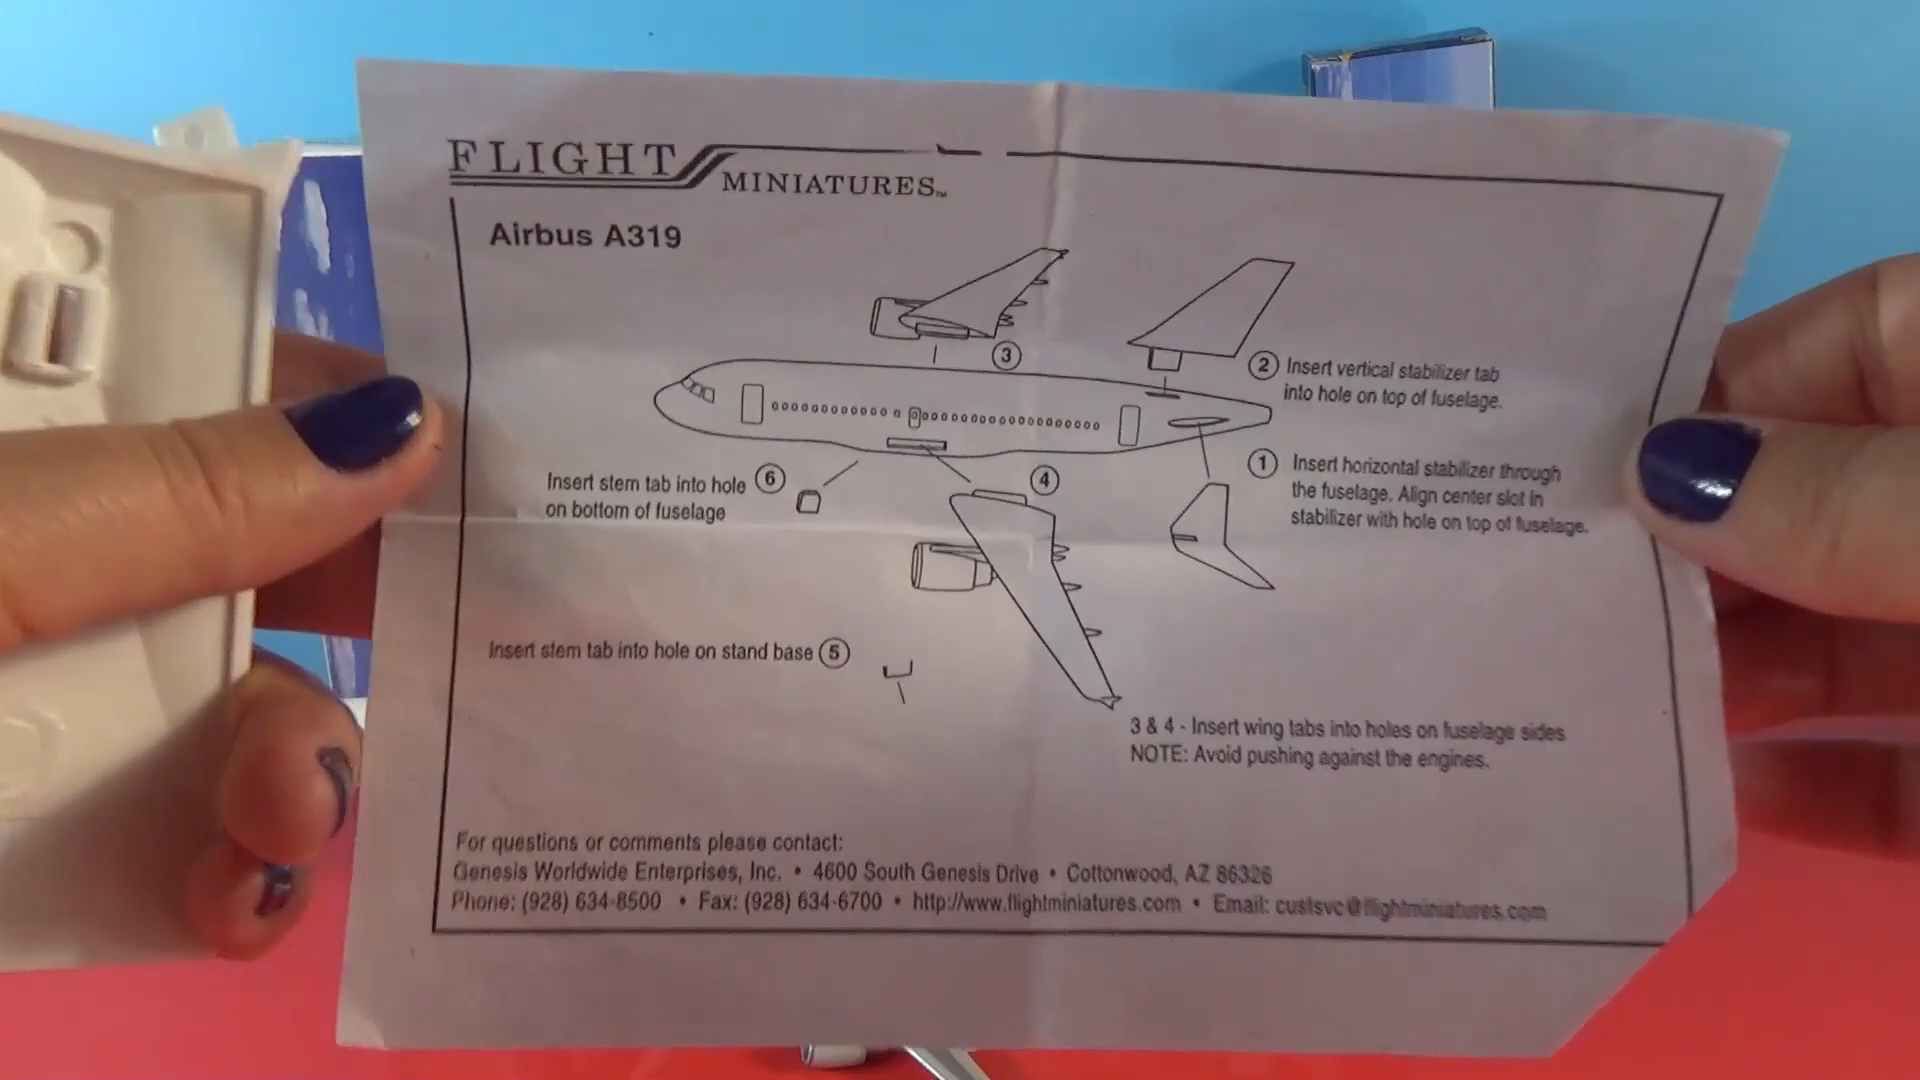 FLIGHT
MINIATURES™
Airbus A319
3
2 Insert vertical stabilizer tab
into hole on top of fuselage.
1 Insert horizontal stabilizer through
the fuselage. Align center slot in
stabilizer with hole on top of fuselage.
Insert stem tab into hole 6
on bottom of fuselage
4
Insert stem tab into hole on stand base 5
3 & 4 - Insert wing tabs into holes on fuselage sides
NOTE: Avoid pushing against the engines.
For questions or comments please contact:
Genesis Worldwide Enterprises, Inc. • 4600 South Genesis Drive • Cottonwood, AZ 86326
Phone: (928) 634-8500 • Fax: (928) 634-6700 • http://www.flightminiatures.com • Email: custsvc@flightminiatures.com